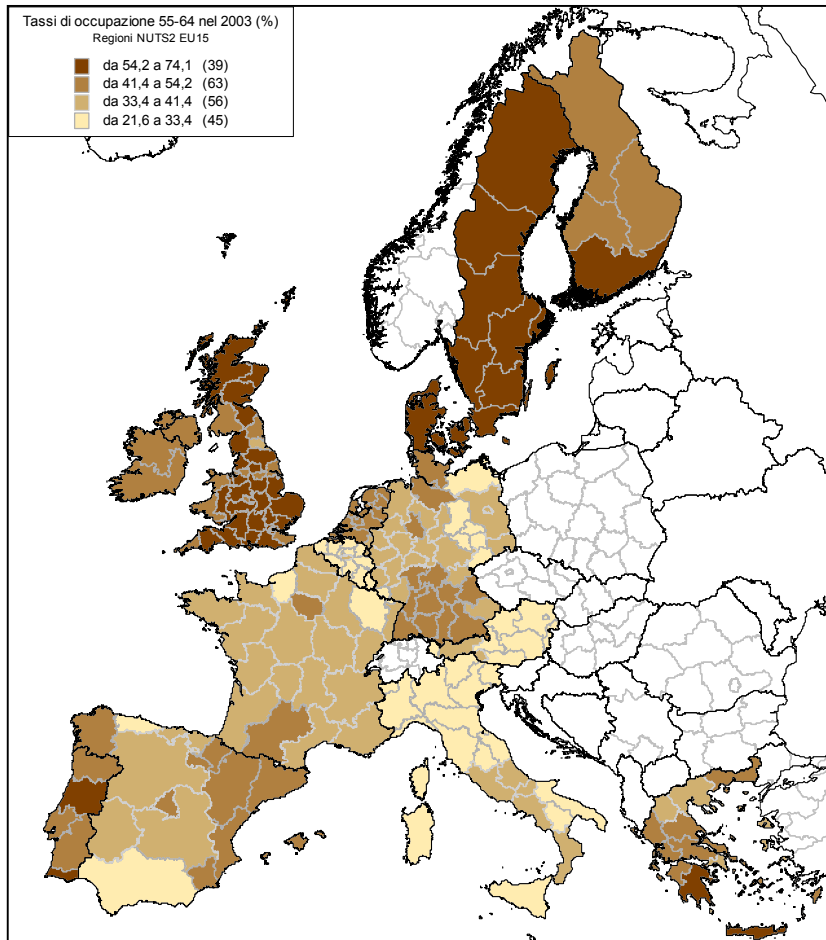 Tassi di occupazione 55-64 nel 2003 (%)
Regioni NUTS2 EU15
da 54,2 a 74,1 (39)
da 41,4 a 54,2 (63)
da 33,4 a 41,4 (56)
da 21,6 a 33,4 (45)